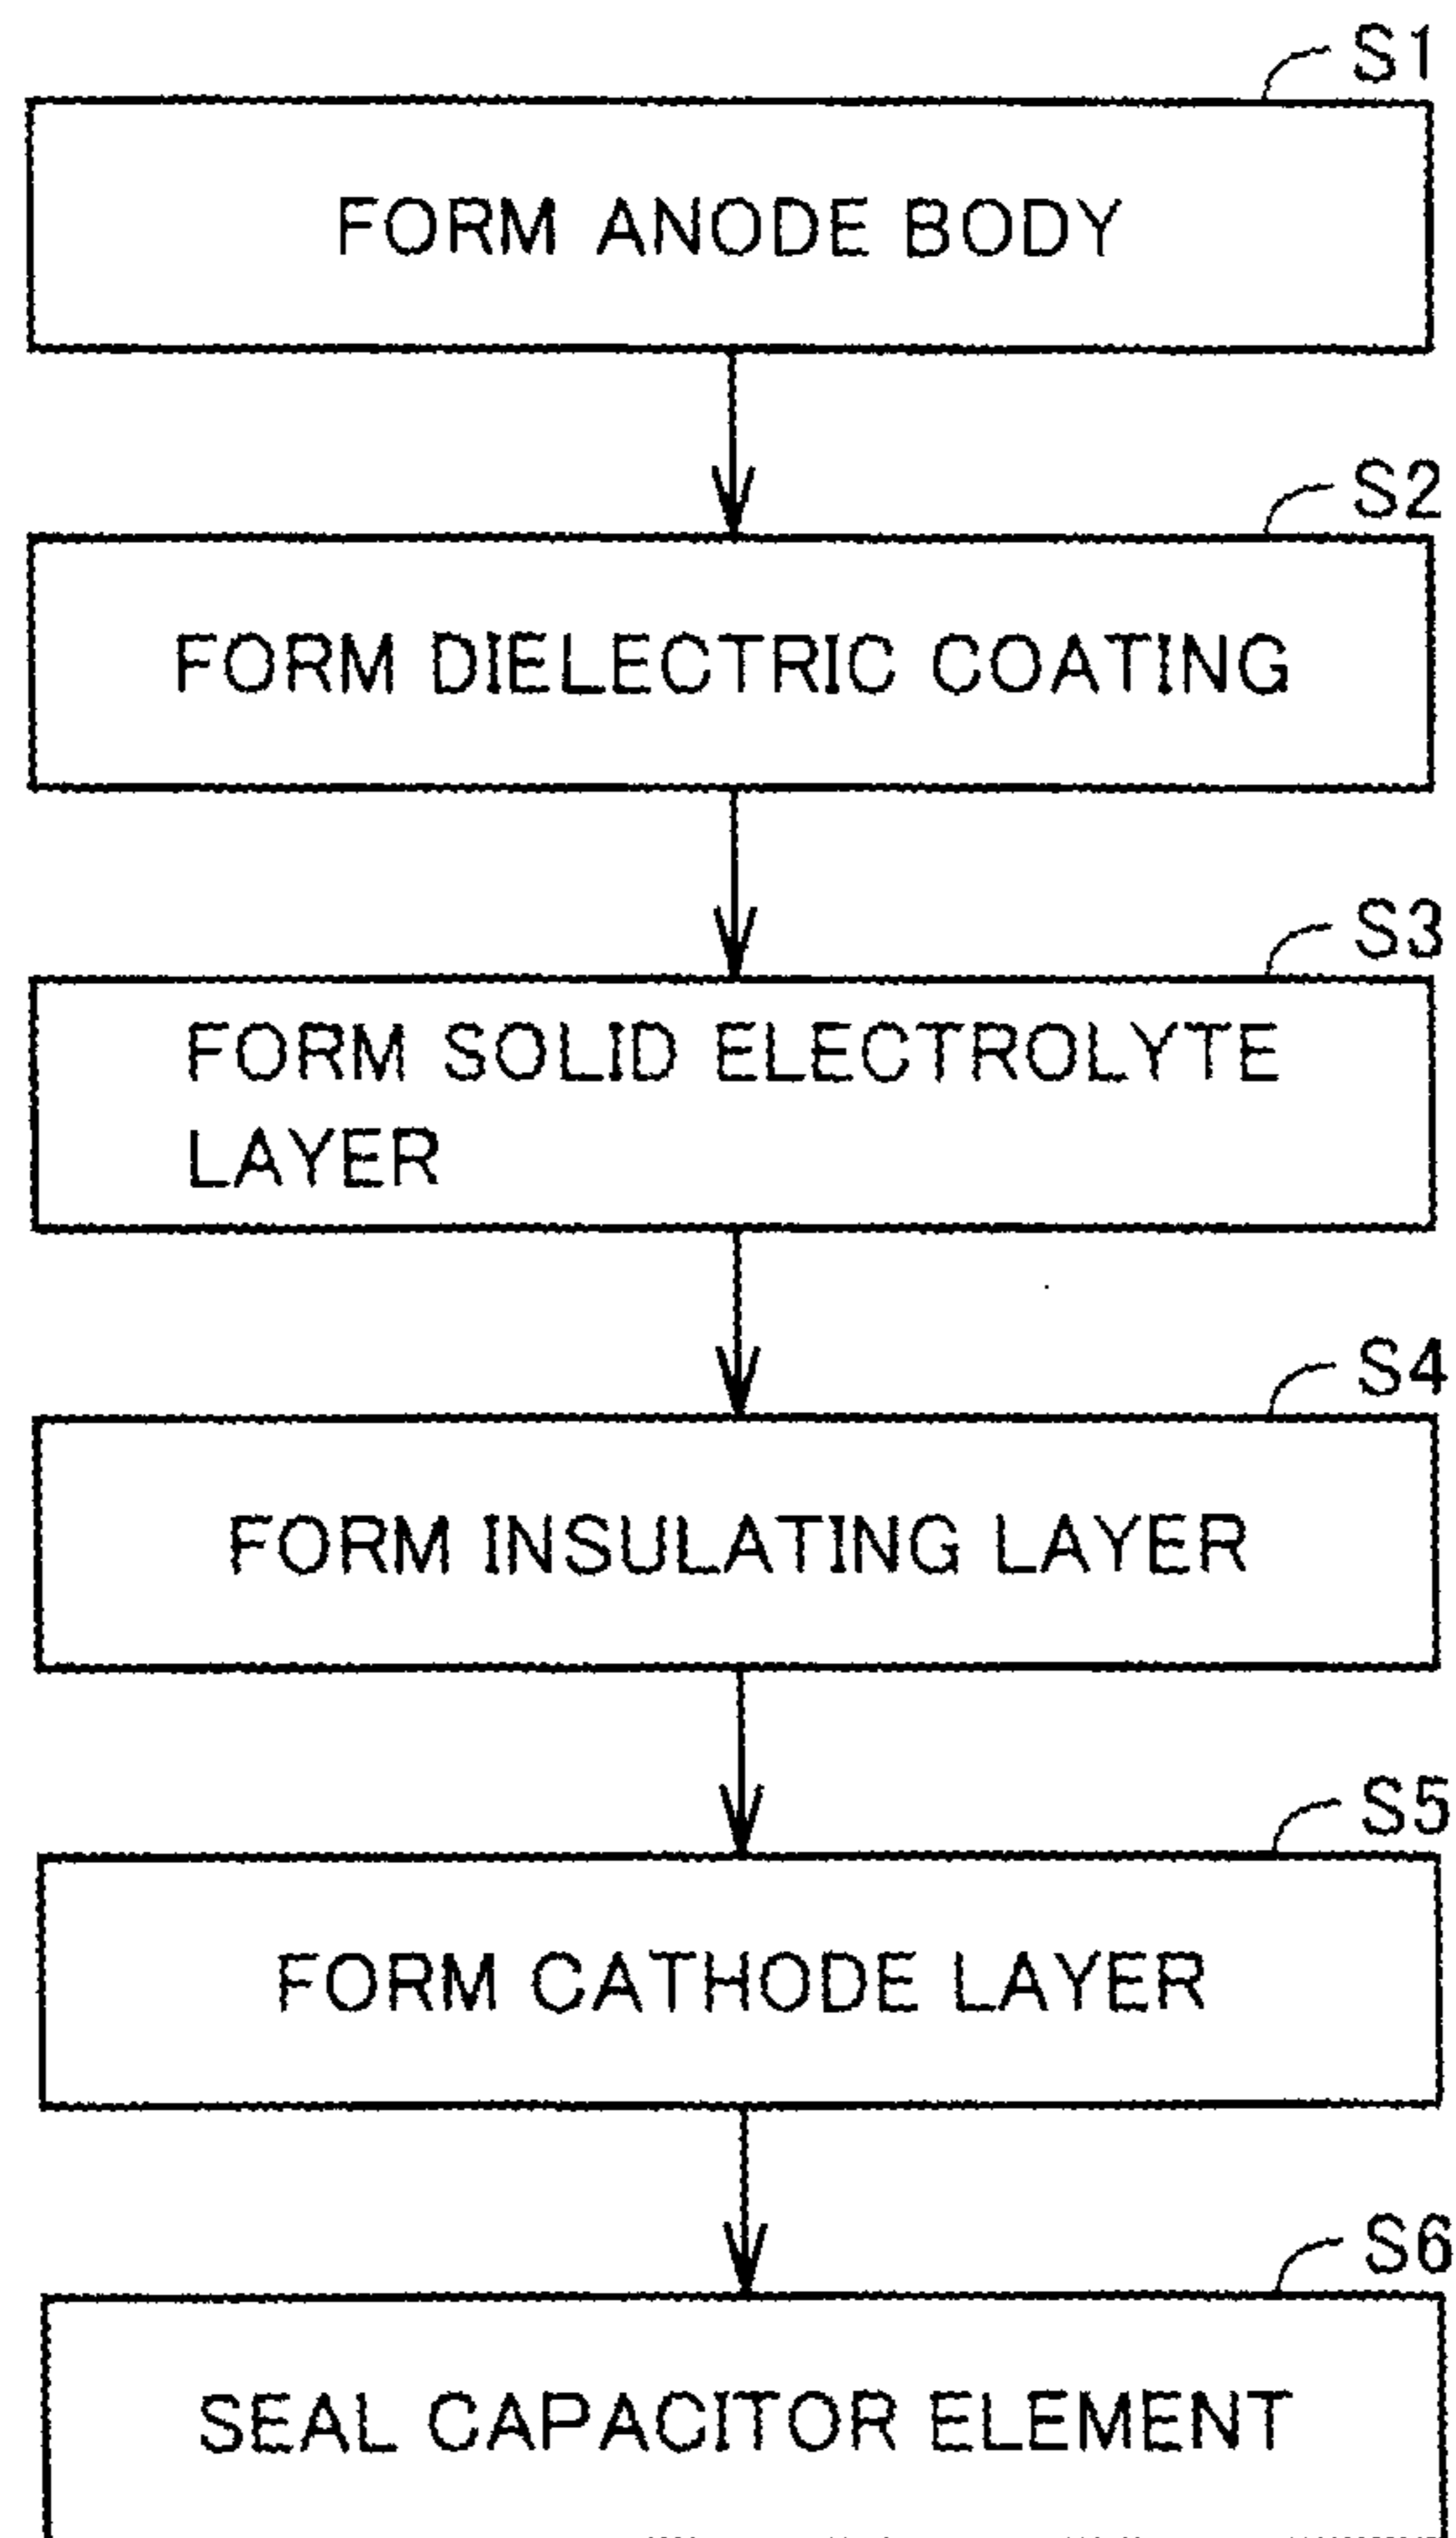 S1
FORM ANODE BODY
S2
FORM DIELECTRIC COATING
S3
FORM SOLID ELECTROLYTE
LAYER
S4
FORM INSULATING LAYER
S5
FORM CATHODE LAYER
S6
SEAL CAPACITOR ELEMENT